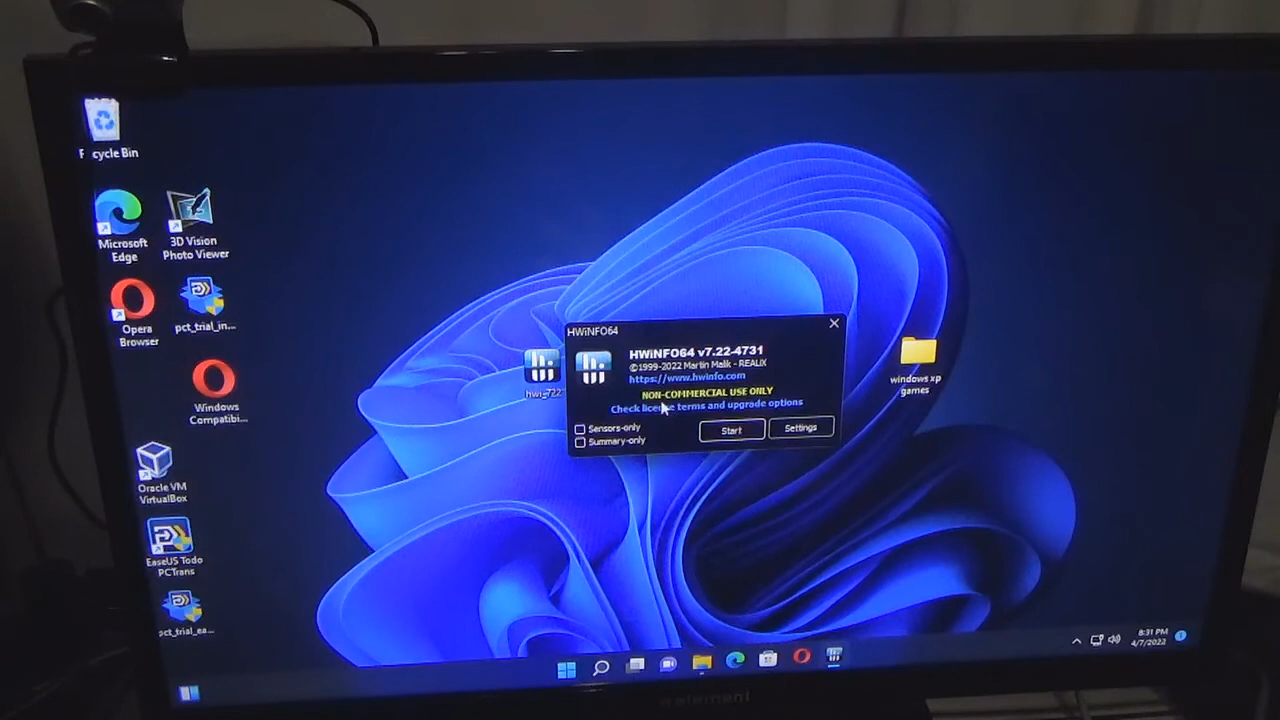 Recycle Bin
Microsoft
Edge
3D Vision
Photo Viewer
Opera
Browser
pct_trial_in...
Windows
Compatibi...
Oracle VM
VirtualBox
EaseUS Todo
PCTrans
pct_trial_ea...
hwi_722
HWiNFO64
HWiNFO64 v7.22-4731
©1999-2022 Martin Malik - REALiX
https://www.hwinfo.com
NON-COMMERCIAL USE ONLY
Check license terms and upgrade options
Sensors-only
Summary-only
Start
Settings
windows xp
games
8:31 PM
4/7/2022
1
element